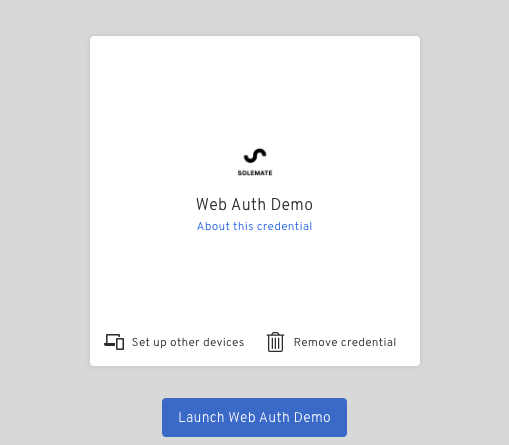 SOLEMATE
Web Auth Demo
About this credential
Set up other devices
Remove credential
Launch Web Auth Demo